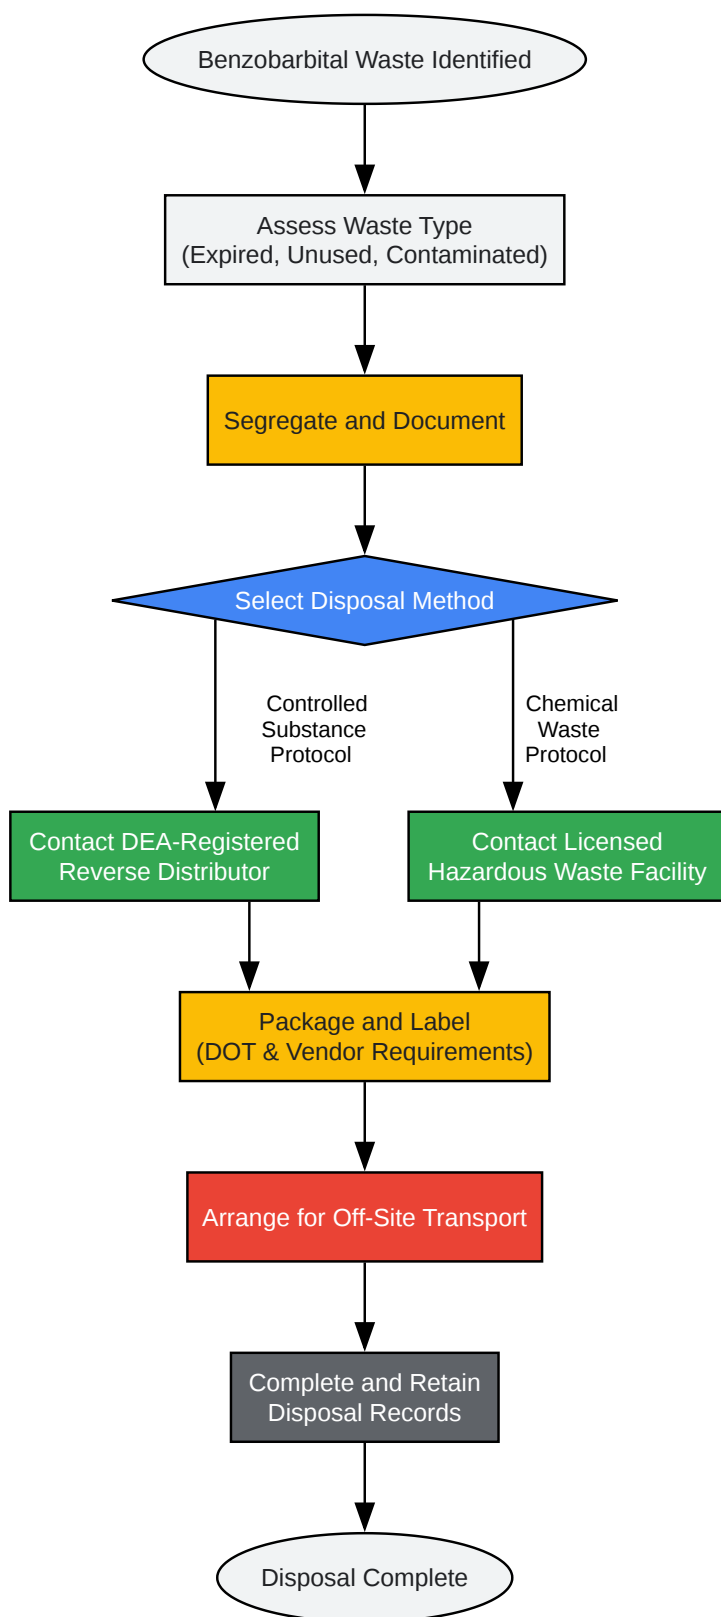 Benzobarbital Waste Identified
Assess Waste Type
(Expired, Unused, Contaminated)
Segregate and Document
Select Disposal Method
Controlled
Substance
Protocol
Chemical
Waste
Protocol
Contact DEA-Registered
Reverse Distributor
Contact Licensed
Hazardous Waste Facility
Package and Label
(DOT & Vendor Requirements)
Arrange for Off-Site Transport
Complete and Retain
Disposal Records
Disposal Complete